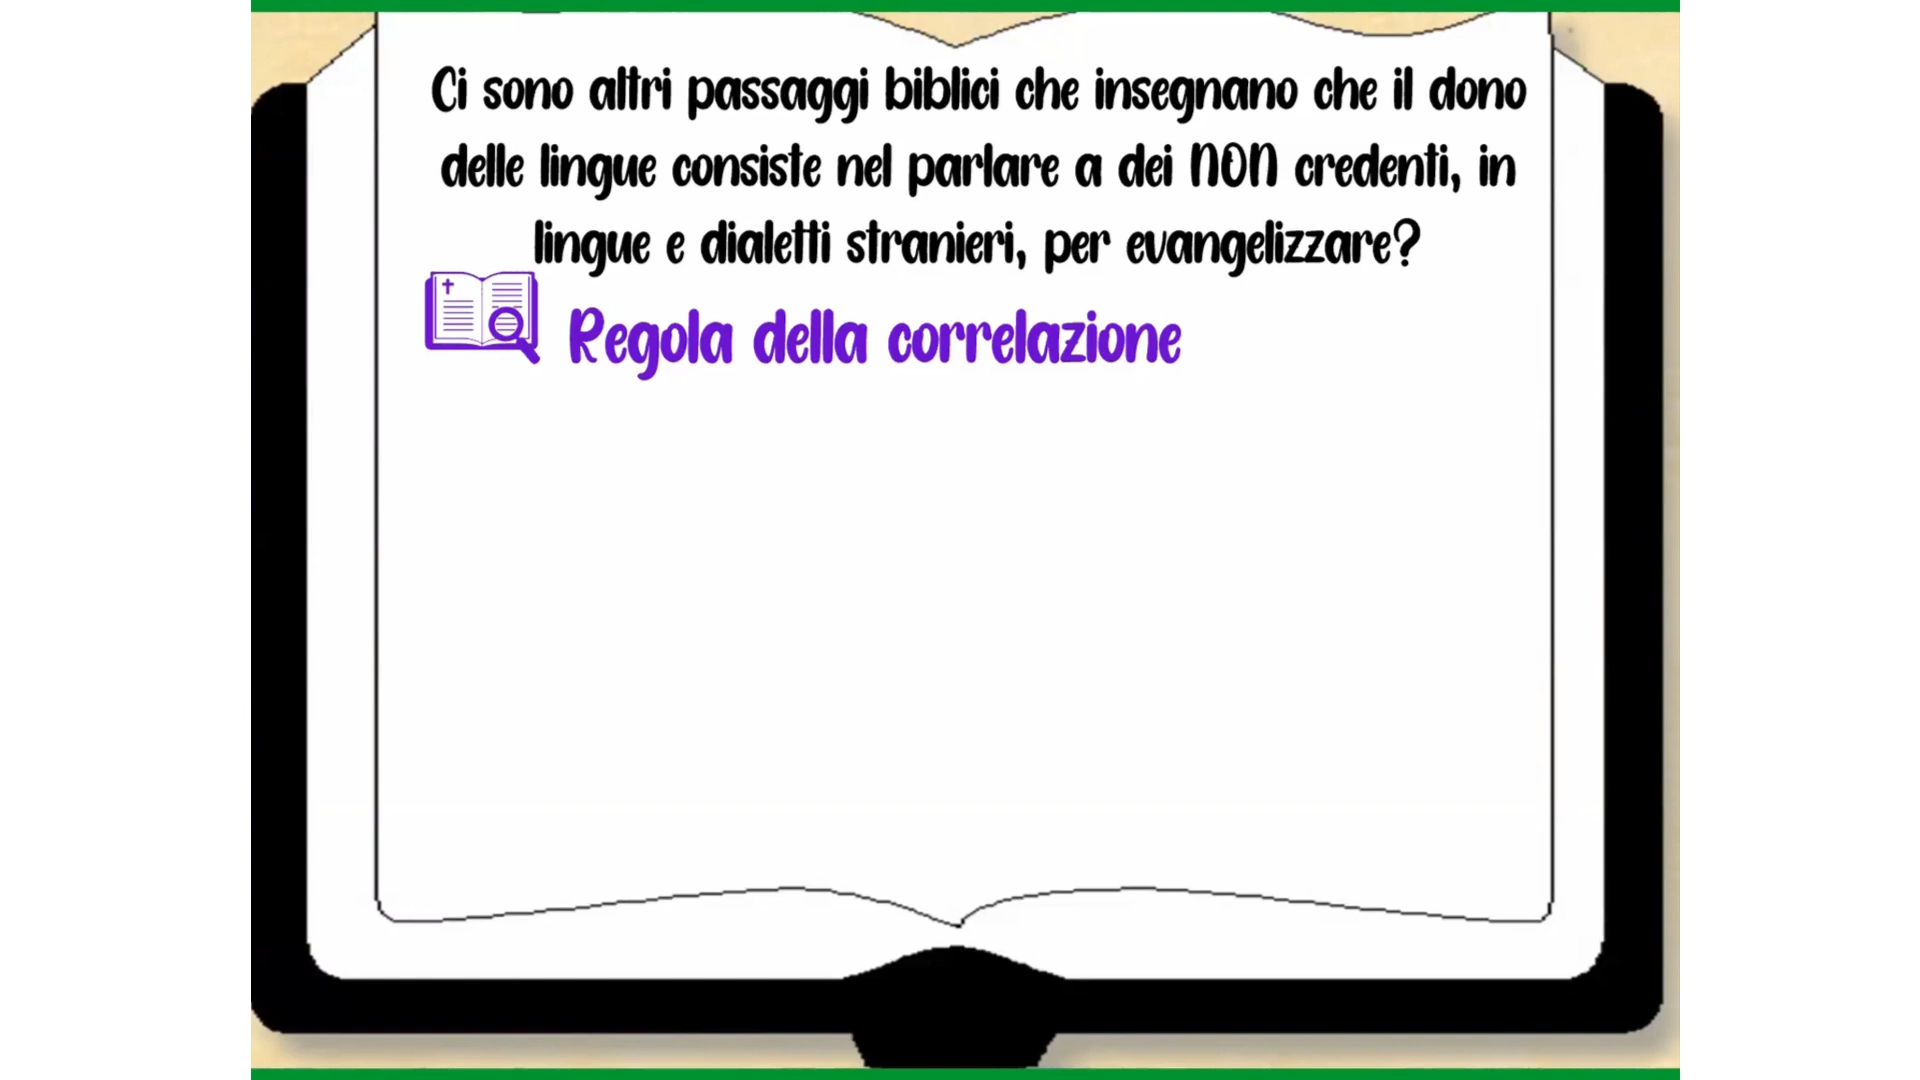 Ci sono altri passaggi biblici che insegnano che il dono
delle lingue consiste nel parlare a dei NON credenti, in
lingue e dialetti stranieri, per evangelizzare?
Regola della correlazione